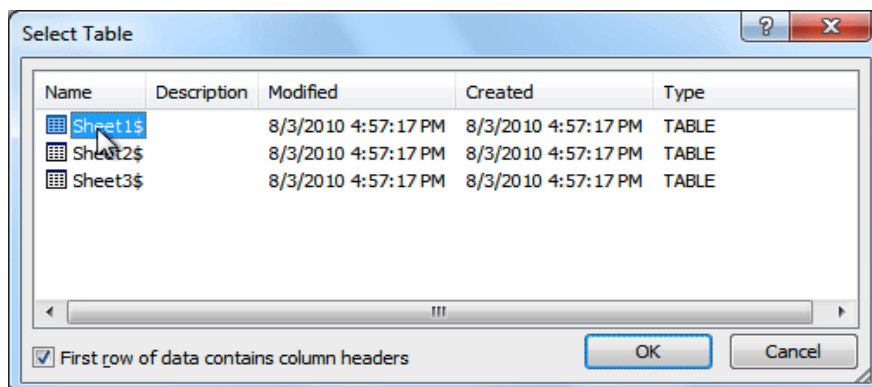 Select Table
Name Description Modified Created Type
Sheet1$ 8/3/2010 4:57:17 PM 8/3/2010 4:57:17 PM TABLE
Sheet2$ 8/3/2010 4:57:17 PM 8/3/2010 4:57:17 PM TABLE
Sheet3$ 8/3/2010 4:57:17 PM 8/3/2010 4:57:17 PM TABLE
First row of data contains column headers OK Cancel